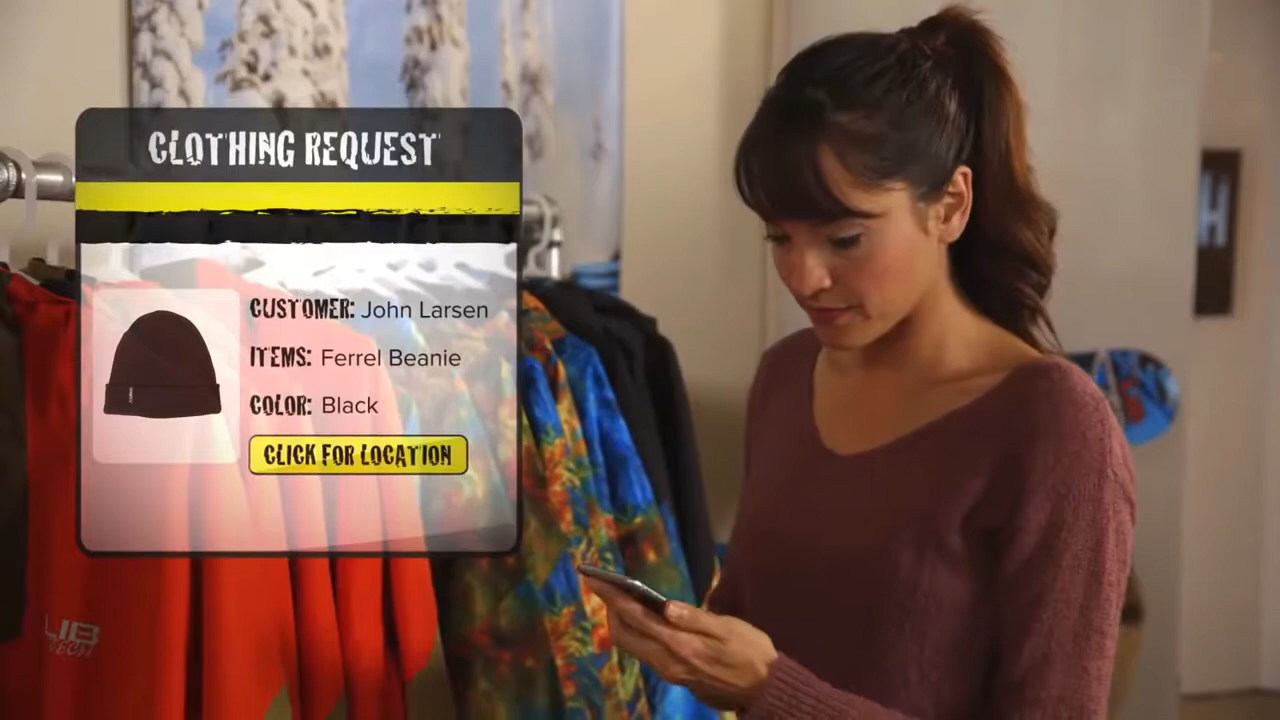 CLOTHING REQUEST
CUSTOMER: John Larsen
ITEMS: Ferrel Beanie
COLOR: Black
CLICK FOR LOCATION
LIB
TECH
H